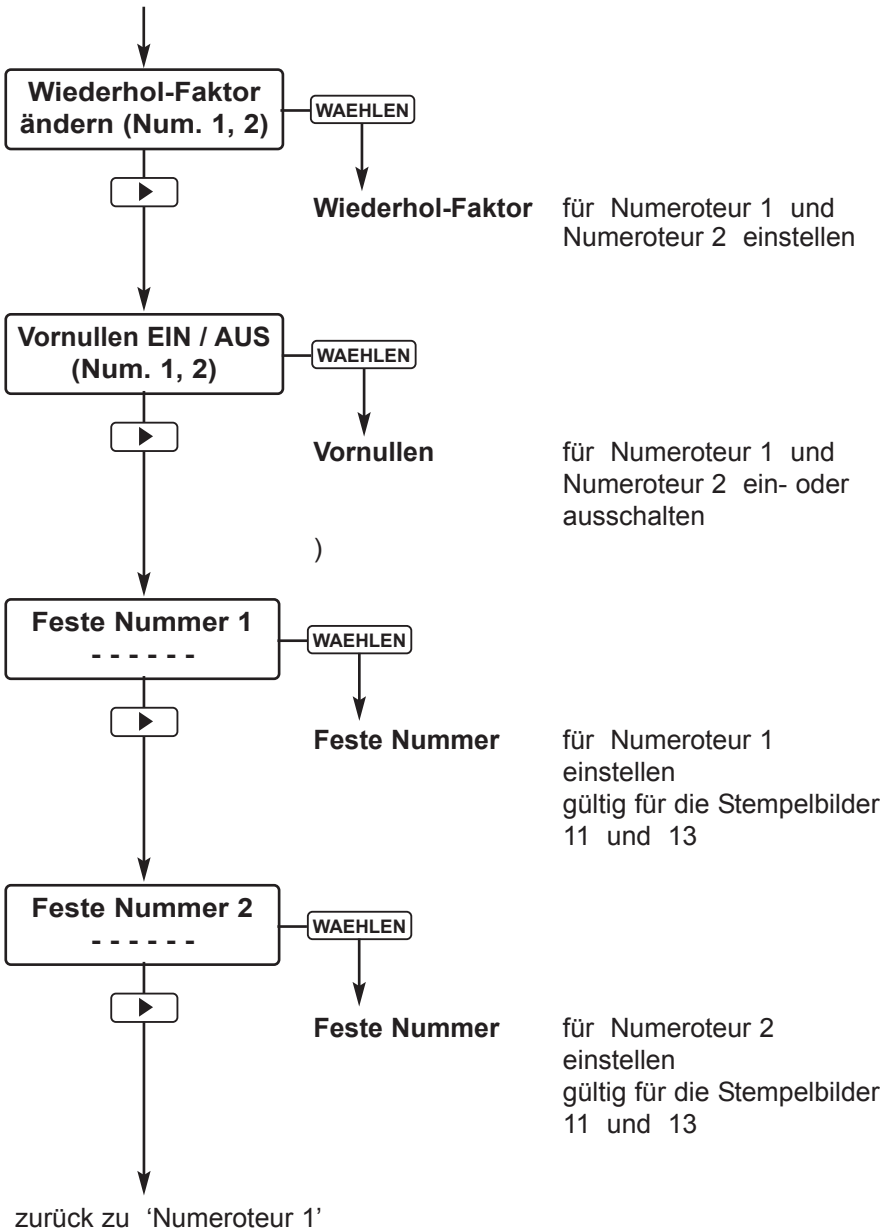 Wiederhol-Faktor
ändern (Num. 1, 2)
WAEHLEN
Wiederhol-Faktor für Numeroteur 1 und
Numeroteur 2 einstellen
Vornullen EIN / AUS
(Num. 1, 2)
WAEHLEN
Vornullen für Numeroteur 1 und
Numeroteur 2 ein- oder
ausschalten
)
Feste Nummer 1
- - - - - -
WAEHLEN
Feste Nummer für Numeroteur 1
einstellen
gültig für die Stempelbilder
11 und 13
Feste Nummer 2
- - - - - -
WAEHLEN
Feste Nummer für Numeroteur 2
einstellen
gültig für die Stempelbilder
11 und 13
zurück zu ‘Numeroteur 1’